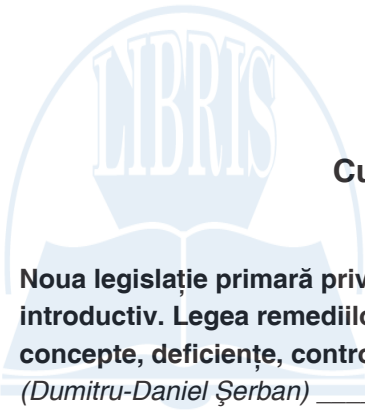 LIBRIS
Cu
Noua legislație primară priv
introductiv. Legea remediilo
concepte, deficiențe, contro
(Dumitru-Daniel Şerban)